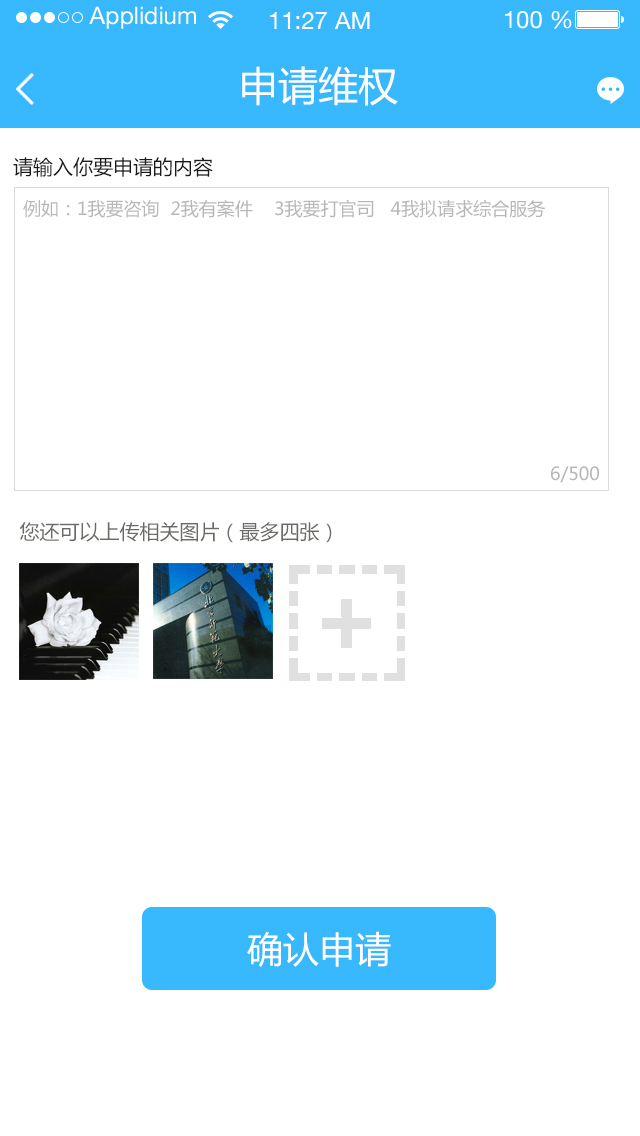 Applidium 11:27 AM 100 %
申请维权
请输入你要申请的内容
例如：1我要咨询 2我有案件 3我要打官司 4我拟请求综合服务
6/500
您还可以上传相关图片（最多四张）
确认申请